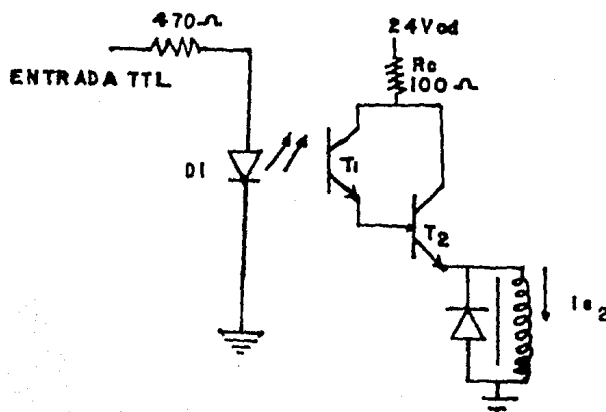 470Ω
ENTRADA TTL
24Vcd
Rc
100Ω
D1
T1
T2
Ie2